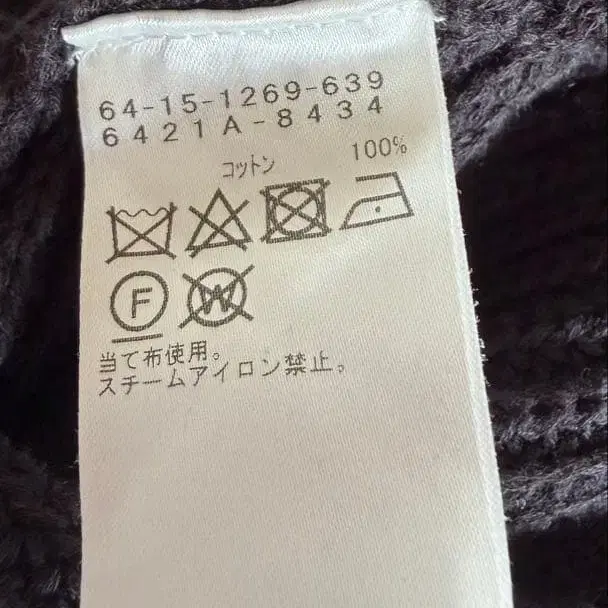 64-15-1269-639
6421A-8434
コットン 100%
F W
当て布使用。
スチームアイロン禁止。